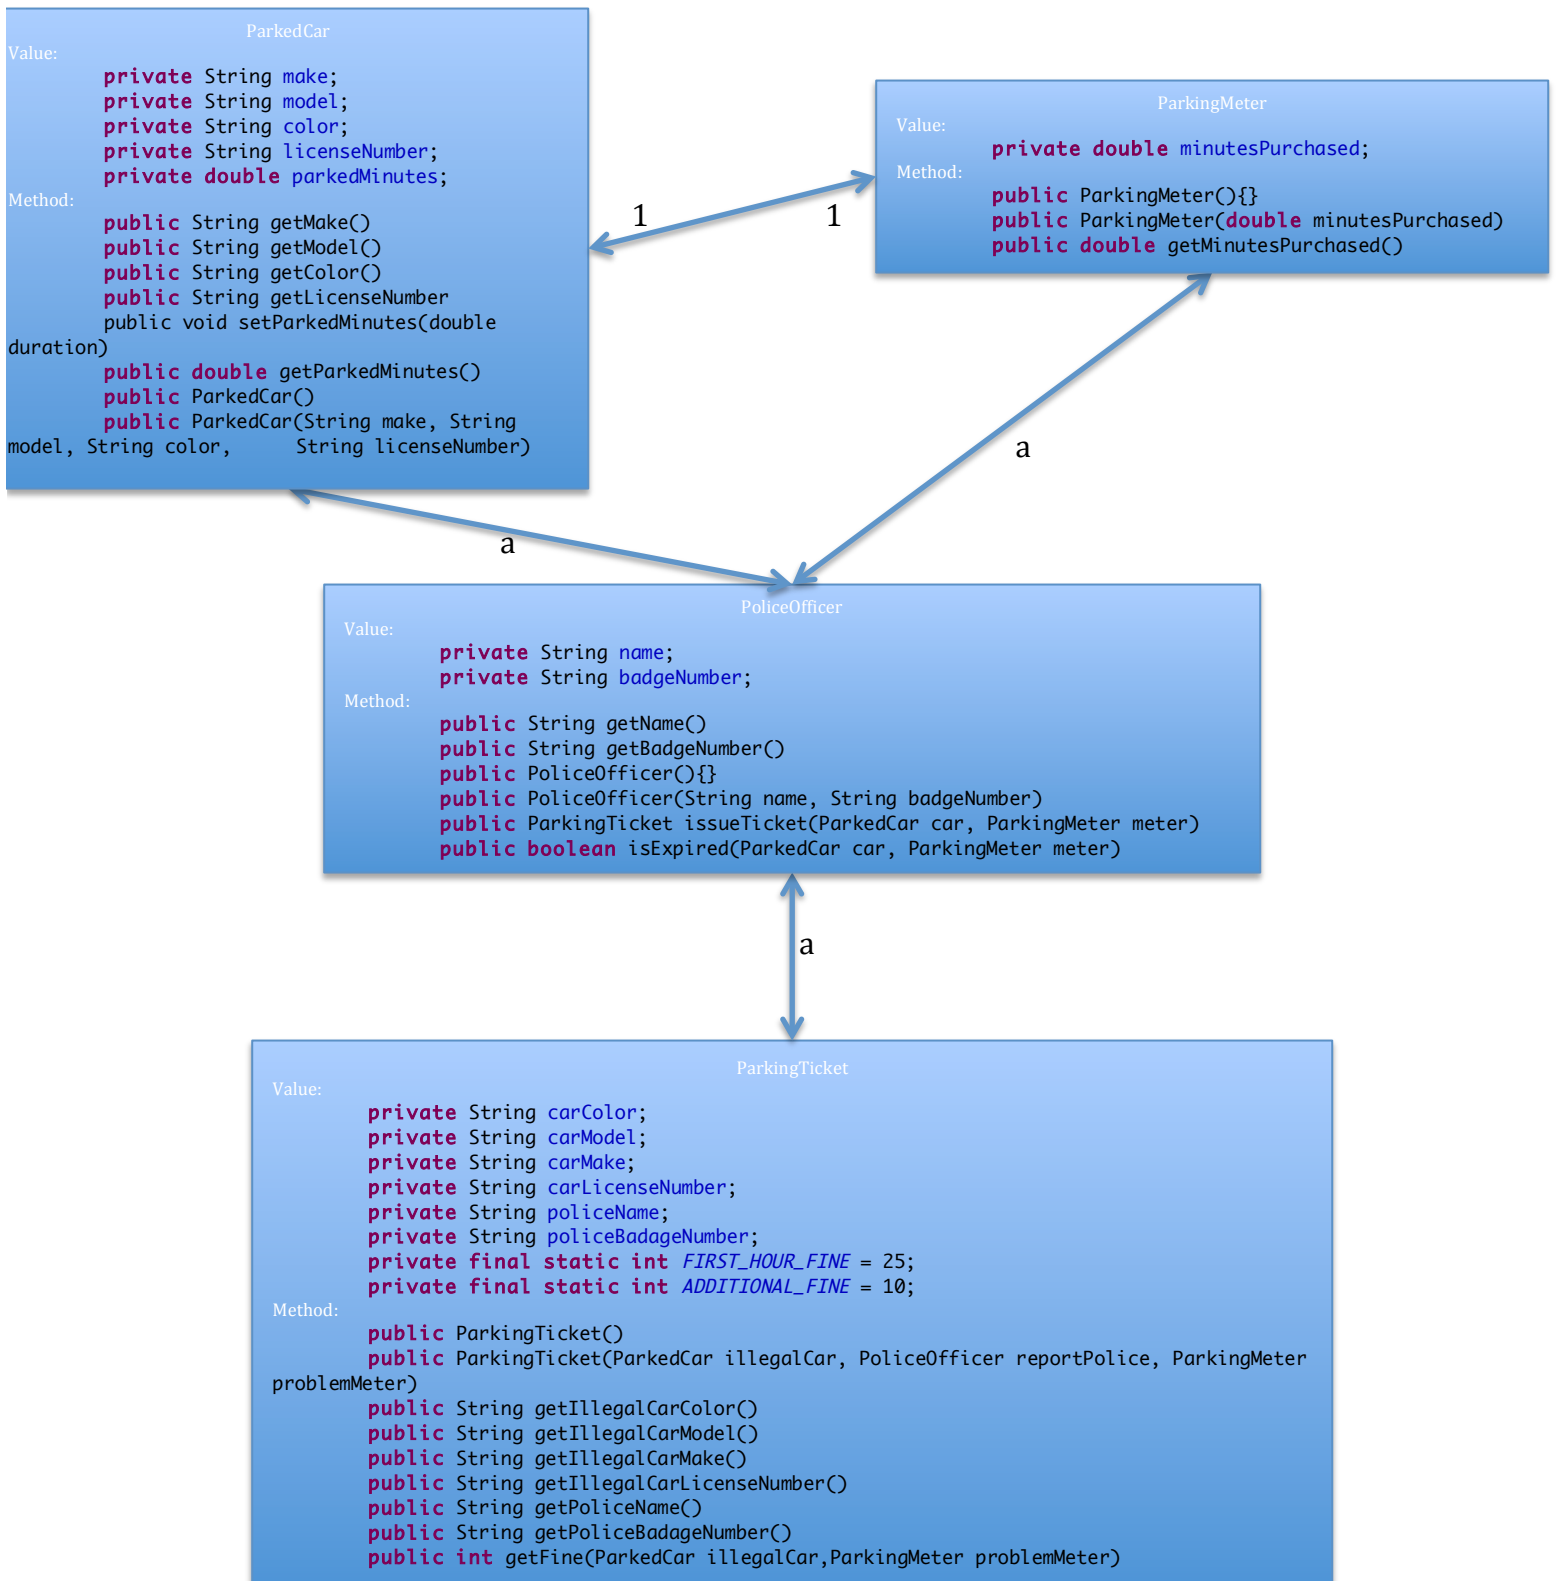 ParkedCar
Value:
private String make;
private String model;
private String color;
private String licenseNumber;
private double parkedMinutes;
Method:
public String getMake()
public String getModel()
public String getColor()
public String getLicenseNumber
public void setParkedMinutes(double
duration)
public double getParkedMinutes()
public ParkedCar()
public ParkedCar(String make, String
model, String color, String licenseNumber)
1
1
ParkingMeter
Value:
private double minutesPurchased;
Method:
public ParkingMeter(){}
public ParkingMeter(double minutesPurchased)
public double getMinutesPurchased()
a
a
PoliceOfficer
Value:
private String name;
private String badgeNumber;
Method:
public String getName()
public String getBadgeNumber()
public PoliceOfficer(){}
public PoliceOfficer(String name, String badgeNumber)
public ParkingTicket issueTicket(ParkedCar car, ParkingMeter meter)
public boolean isExpired(ParkedCar car, ParkingMeter meter)
a
ParkingTicket
Value:
private String carColor;
private String carModel;
private String carMake;
private String carLicenseNumber;
private String policeName;
private String policeBadageNumber;
private final static int FIRST_HOUR_FINE = 25;
private final static int ADDITIONAL_FINE = 10;
Method:
public ParkingTicket()
public ParkingTicket(ParkedCar illegalCar, PoliceOfficer reportPolice, ParkingMeter
problemMeter)
public String getIllegalCarColor()
public String getIllegalCarModel()
public String getIllegalCarMake()
public String getIllegalCarLicenseNumber()
public String getPoliceName()
public String getPoliceBadageNumber()
public int getFine(ParkedCar illegalCar,ParkingMeter problemMeter)